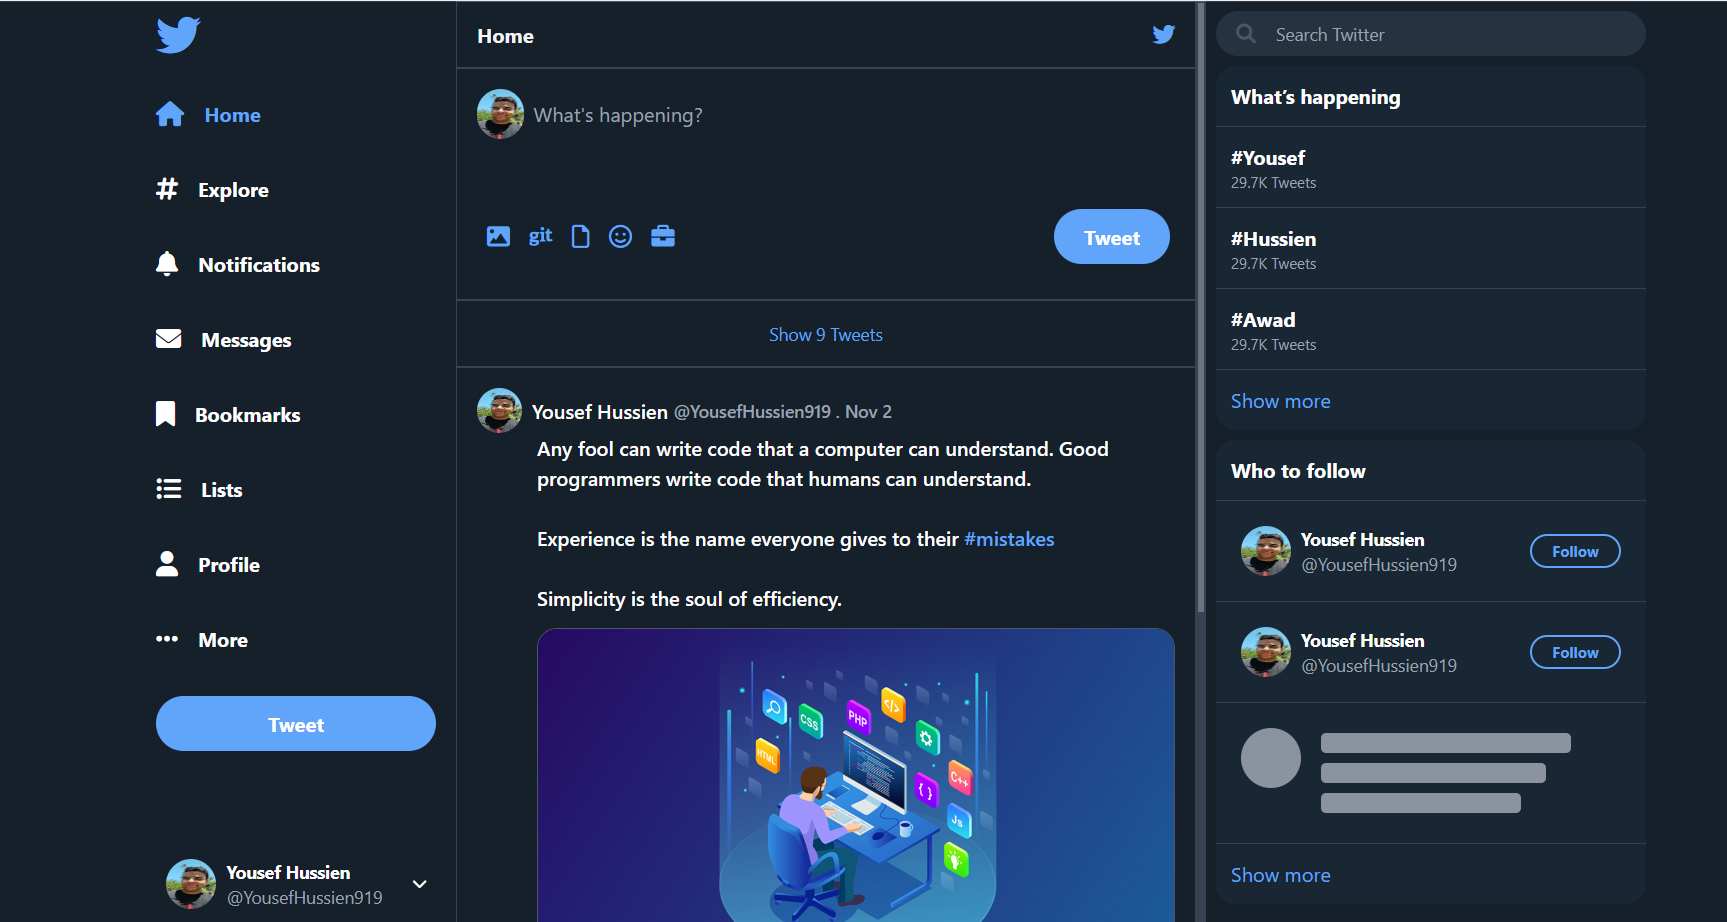 Home
Explore
Notifications
Messages
Bookmarks
Lists
Profile
More
Tweet
Yousef Hussien
@YousefHussien919
Home
What's happening?
git
Tweet
Show 9 Tweets
Yousef Hussien @YousefHussien919 . Nov 2
Any fool can write code that a computer can understand. Good
programmers write code that humans can understand.
Experience is the name everyone gives to their #mistakes
Simplicity is the soul of efficiency.
CSS
PHP
</>
HTML
C++
{ }
Js
Search Twitter
What's happening
#Yousef
29.7K Tweets
#Hussien
29.7K Tweets
#Awad
29.7K Tweets
Show more
Who to follow
Yousef Hussien
@YousefHussien919
Follow
Yousef Hussien
@YousefHussien919
Follow
Show more